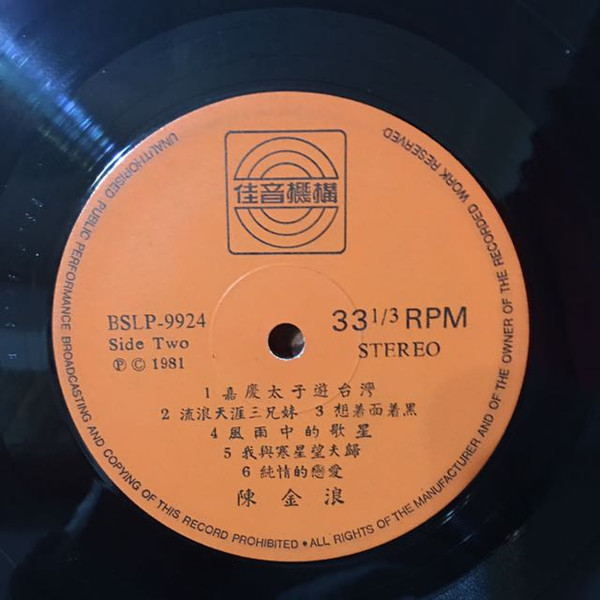 佳音機構
BSLP-9924
Side Two
Ⓟ © 1981
33 1/3 RPM
STEREO
1 嘉慶太子遊台灣
2 流浪天涯三兄妹 3 想着面着黑
4 風雨中的歌星
5 我與寒星望夫歸
6 純情的戀愛
陳金浪
UNAUTHORISED PUBLIC PERFORMANCE BROADCASTING AND COPYING OF THIS RECORD PROHIBITED • ALL RIGHTS OF THE MANUFACTURER AND OF THE OWNER OF THE RECORDED WORK RESERVED